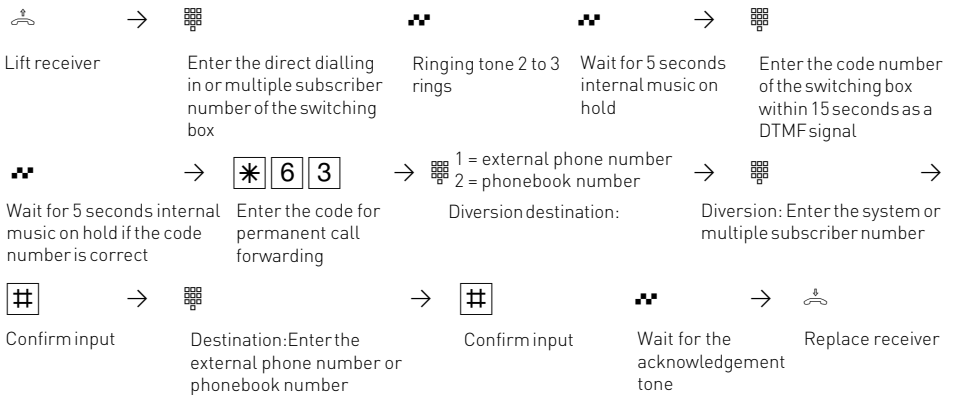 Lift receiver
Enter the direct dialling
in or multiple subscriber
number of the switching
box
Ringing tone 2 to 3
rings
Wait for 5 seconds
internal music on
hold
Enter the code number
of the switching box
within 15 seconds as a
DTMF signal
* 6 3
1 = external phone number
2 = phonebook number
Wait for 5 seconds internal
music on hold if the code
number is correct
Enter the code for
permanent call
forwarding
Diversion destination:
Diversion: Enter the system or
multiple subscriber number
#
#
Confirm input
Destination: Enter the
external phone number or
phonebook number
Confirm input
Wait for the
acknowledgement
tone
Replace receiver